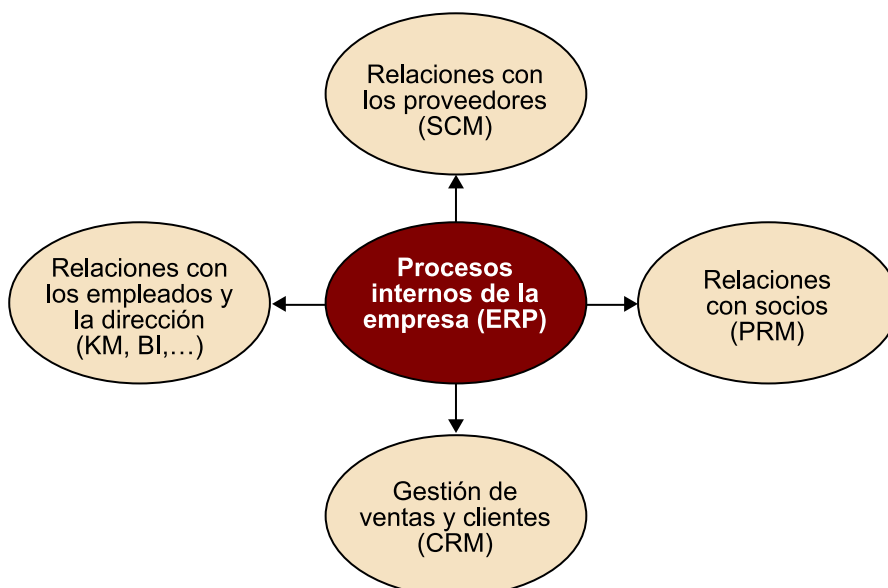 Relaciones con
los proveedores
(SCM)
Relaciones con
los empleados y
la dirección
(KM, BI,...)
Procesos
internos de la
empresa (ERP)
Relaciones
con socios
(PRM)
Gestión de
ventas y clientes
(CRM)